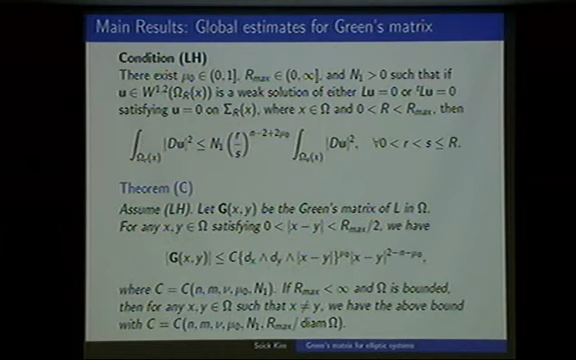 Main Results: Global estimates for Green's matrix
Condition (LH)
There exist μ₀ ∈ (0, 1], R_max ∈ (0, ∞], and N₁ > 0 such that if
u ∈ W^{1,2}(Ω_R(x)) is a weak solution of either Lu = 0 or ᵗLu = 0
satisfying u = 0 on Σ_R(x), where x ∈ Ω and 0 < R < R_max, then
∫_{Ω_r(x)} |Du|² ≤ N₁ (r/s)^{n−2+2μ₀} ∫_{Ω_s(x)} |Du|², ∀0 < r < s ≤ R.
Theorem (C)
Assume (LH). Let G(x, y) be the Green's matrix of L in Ω.
For any x, y ∈ Ω satisfying 0 < |x − y| < R_max/2, we have
|G(x, y)| ≤ C{d_x ∧ d_y ∧ |x − y|}^{μ₀}|x − y|^{2−n−μ₀},
where C = C(n, m, ν, μ₀, N₁). If R_max < ∞ and Ω is bounded,
then for any x, y ∈ Ω such that x ≠ y, we have the above bound
with C = C(n, m, ν, μ₀, N₁, R_max/ diam Ω).
Seick Kim Green's matrix for elliptic systems